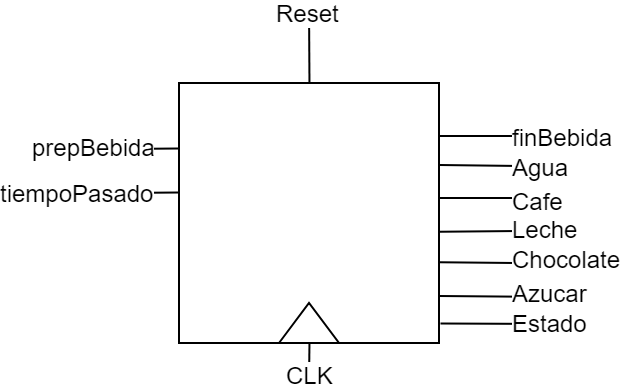 Reset
prepBebida
tiempoPasado
finBebida
Agua
Cafe
Leche
Chocolate
Azucar
Estado
CLK